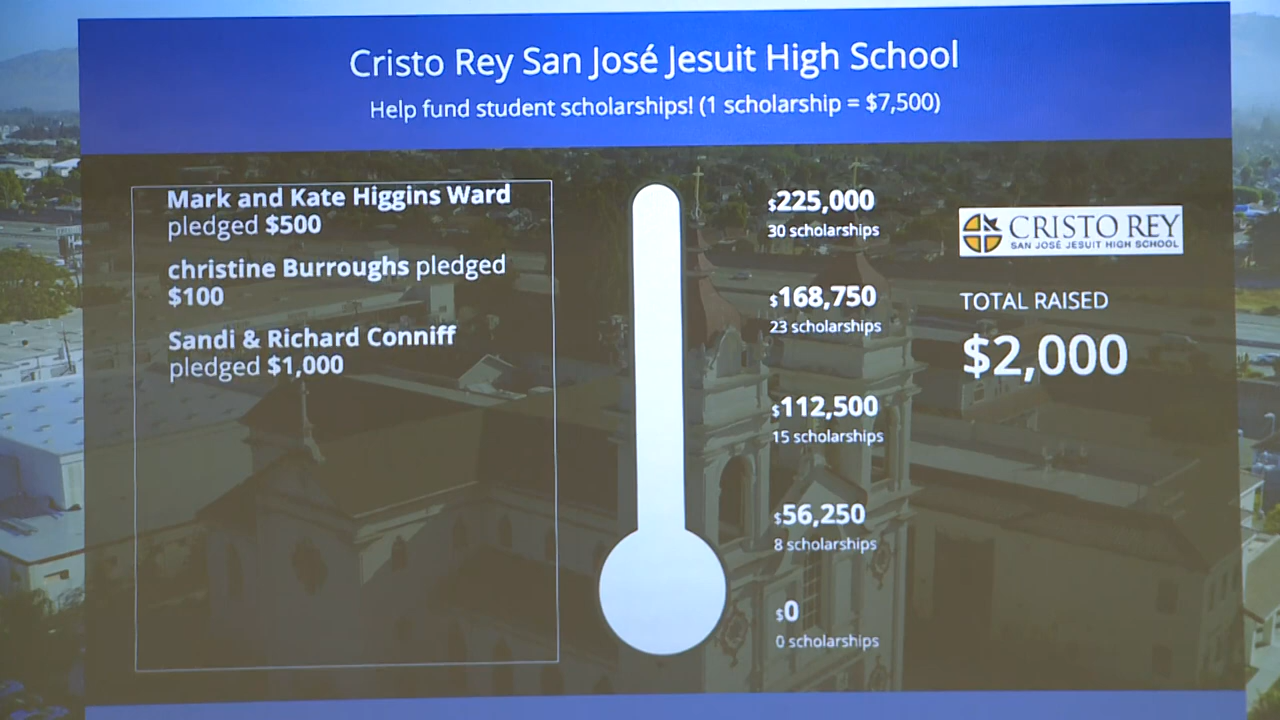 Cristo Rey San José Jesuit High School
Help fund student scholarships! (1 scholarship = $7,500)
Mark and Kate Higgins Ward
pledged $500
christine Burroughs pledged
$100
Sandi & Richard Conniff
pledged $1,000
$225,000
30 scholarships
$168,750
23 scholarships
$112,500
15 scholarships
$56,250
8 scholarships
$0
0 scholarships
CRISTO REY
SAN JOSÉ JESUIT HIGH SCHOOL
TOTAL RAISED
$2,000